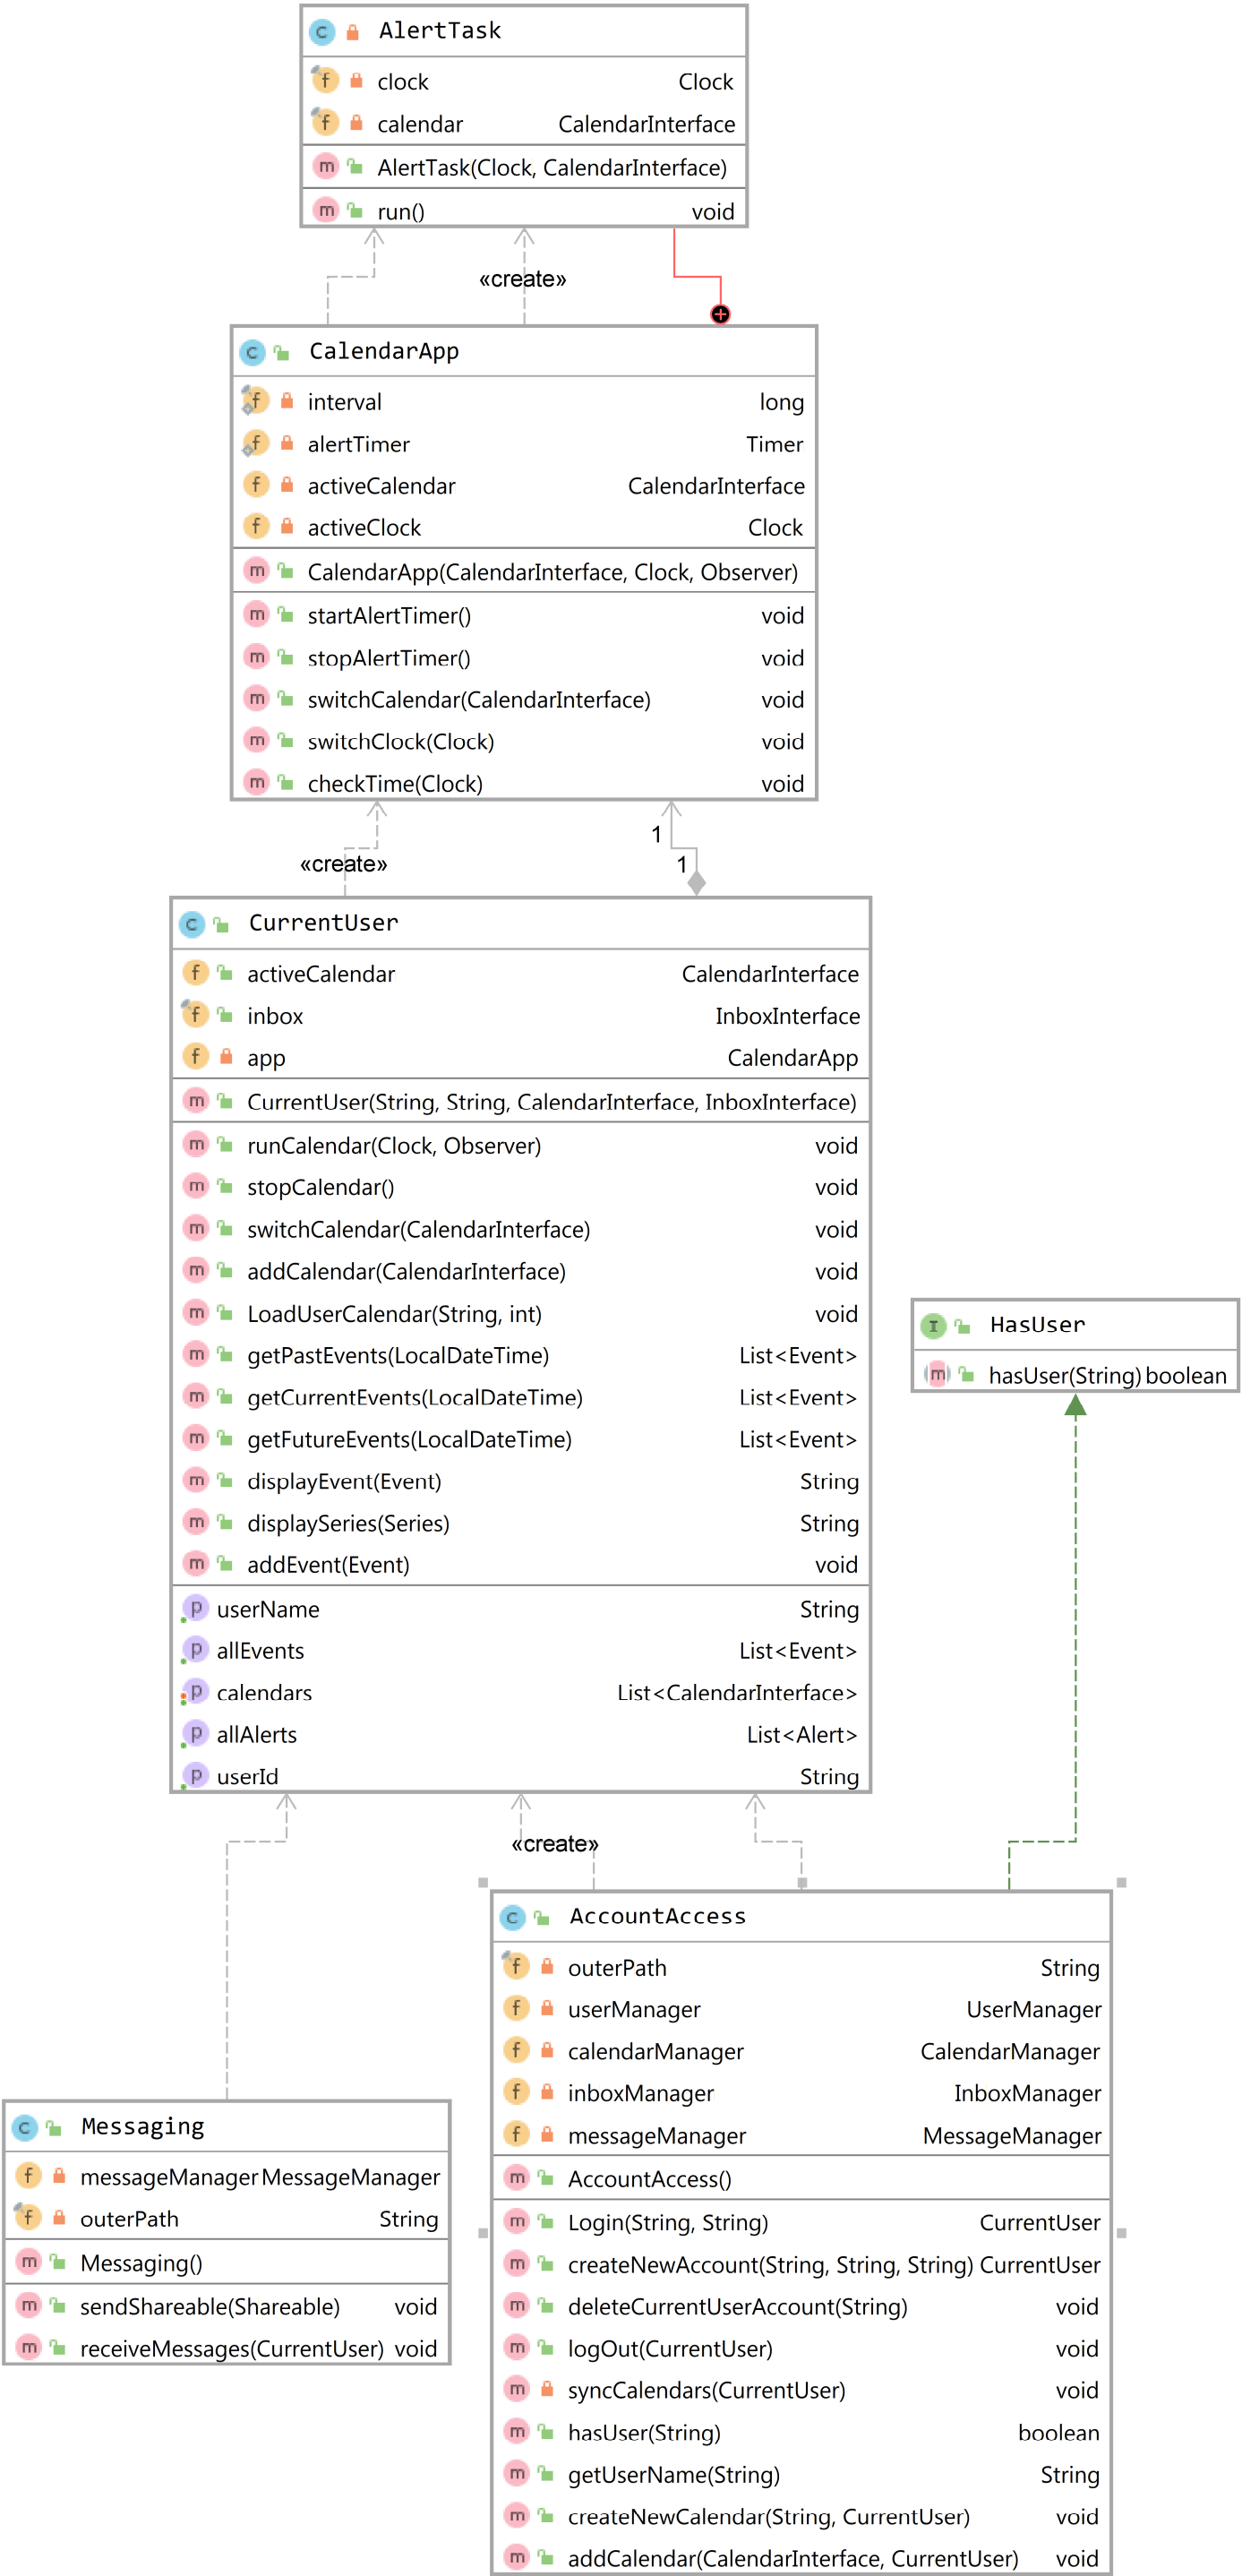 AlertTask
clock Clock
calendar CalendarInterface
AlertTask(Clock, CalendarInterface)
run() void
«create»
CalendarApp
interval long
alertTimer Timer
activeCalendar CalendarInterface
activeClock Clock
CalendarApp(CalendarInterface, Clock, Observer)
startAlertTimer() void
stopAlertTimer() void
switchCalendar(CalendarInterface) void
switchClock(Clock) void
checkTime(Clock) void
1
«create» 1
CurrentUser
activeCalendar CalendarInterface
inbox InboxInterface
app CalendarApp
CurrentUser(String, String, CalendarInterface, InboxInterface)
runCalendar(Clock, Observer) void
stopCalendar() void
switchCalendar(CalendarInterface) void
addCalendar(CalendarInterface) void
LoadUserCalendar(String, int) void
getPastEvents(LocalDateTime) List<Event>
getCurrentEvents(LocalDateTime) List<Event>
getFutureEvents(LocalDateTime) List<Event>
displayEvent(Event) String
displaySeries(Series) String
addEvent(Event) void
userName String
allEvents List<Event>
calendars List<CalendarInterface>
allAlerts List<Alert>
userId String
HasUser
hasUser(String) boolean
«create»
AccountAccess
outerPath String
userManager UserManager
calendarManager CalendarManager
inboxManager InboxManager
messageManager MessageManager
AccountAccess()
Login(String, String) CurrentUser
createNewAccount(String, String, String) CurrentUser
deleteCurrentUserAccount(String) void
logOut(CurrentUser) void
syncCalendars(CurrentUser) void
hasUser(String) boolean
getUserName(String) String
createNewCalendar(String, CurrentUser) void
addCalendar(CalendarInterface, CurrentUser) void
Messaging
messageManager MessageManager
outerPath String
Messaging()
sendShareable(Shareable) void
receiveMessages(CurrentUser) void